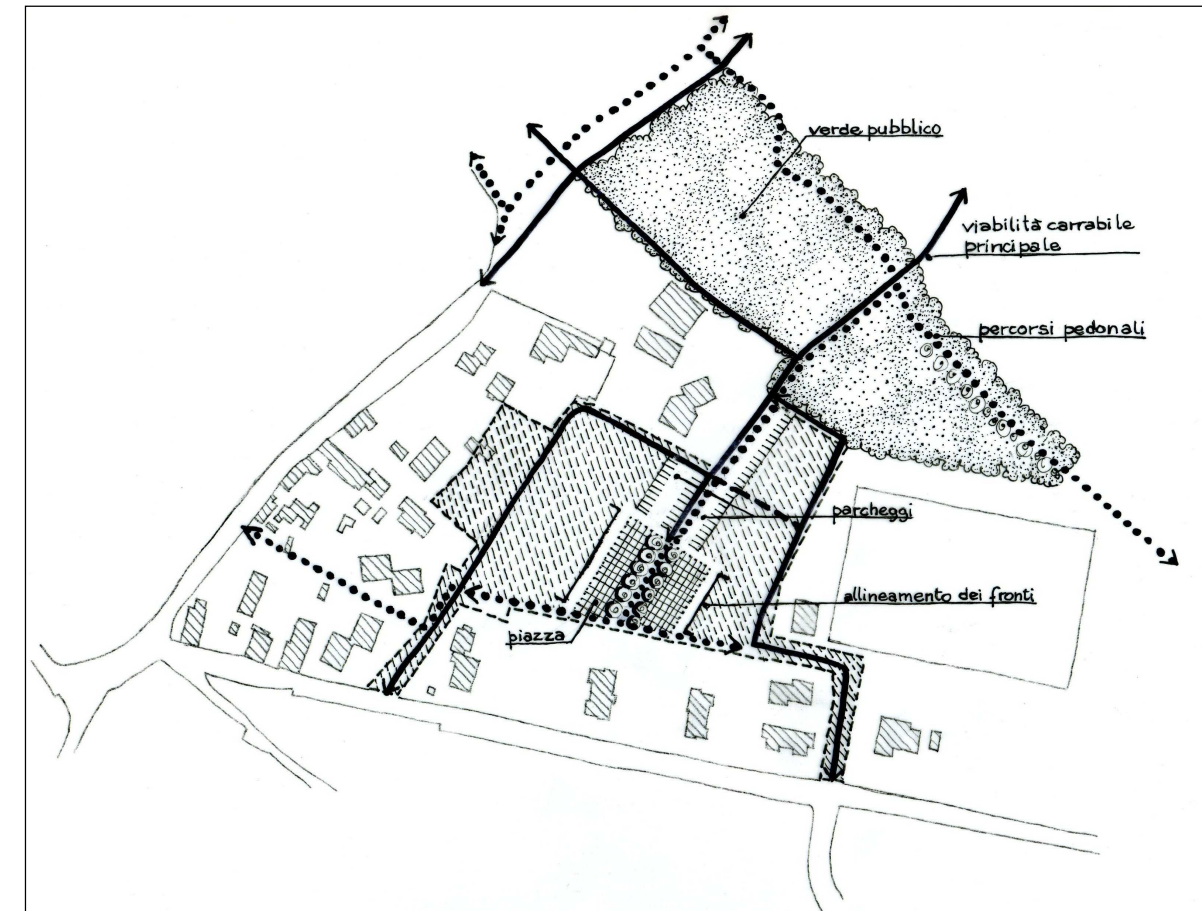 verde pubblico
viabilità carrabile
principale
percorsi pedonali
parcheggi
allineamento dei fronti
piazza